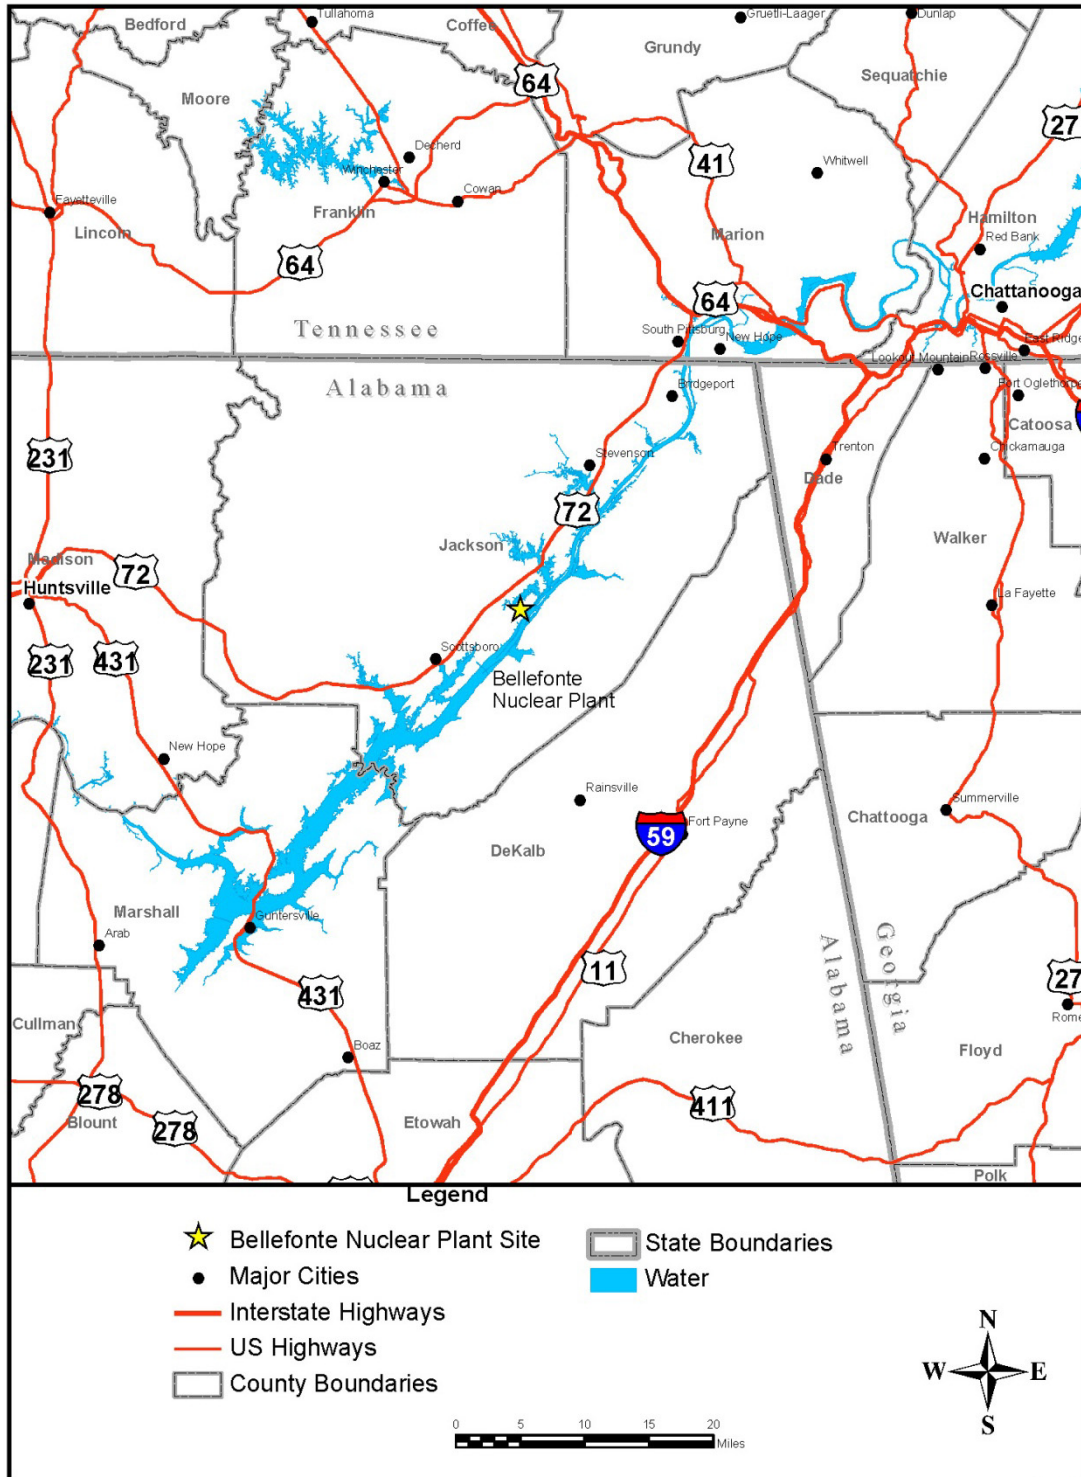 Tullahoma
Gruetli-Laager
Dunlap
Bedford
Coffee
Grundy
Sequatchie
64
Moore
27
Decherd
41
Whitwell
Winchester
Cowan
Fayetteville
Franklin
Lincoln
Marion
Hamilton
Red Bank
64
Chattanooga
64
Tennessee
South Pittsburg
New Hope
East Ridge
Lookout Mountain
Rossville
Alabama
Bridgeport
Fort Oglethorpe
Catoosa
231
Stevenson
Trenton
Chickamauga
Dade
72
Jackson
Walker
Madison
72
Huntsville
La Fayette
231
431
Scottsboro
Bellefonte
Nuclear Plant
New Hope
Rainsville
Summerville
Chattooga
Fort Payne
59
DeKalb
Marshall
Guntersville
Arab
Alabama
Georgia
11
27
431
Rome
Cullman
Cherokee
Floyd
Boaz
278
411
Blount
278
Etowah
Polk
Legend
Bellefonte Nuclear Plant Site
Major Cities
Interstate Highways
US Highways
County Boundaries
State Boundaries
Water
N
W
E
S
0 5 10 15 20
Miles